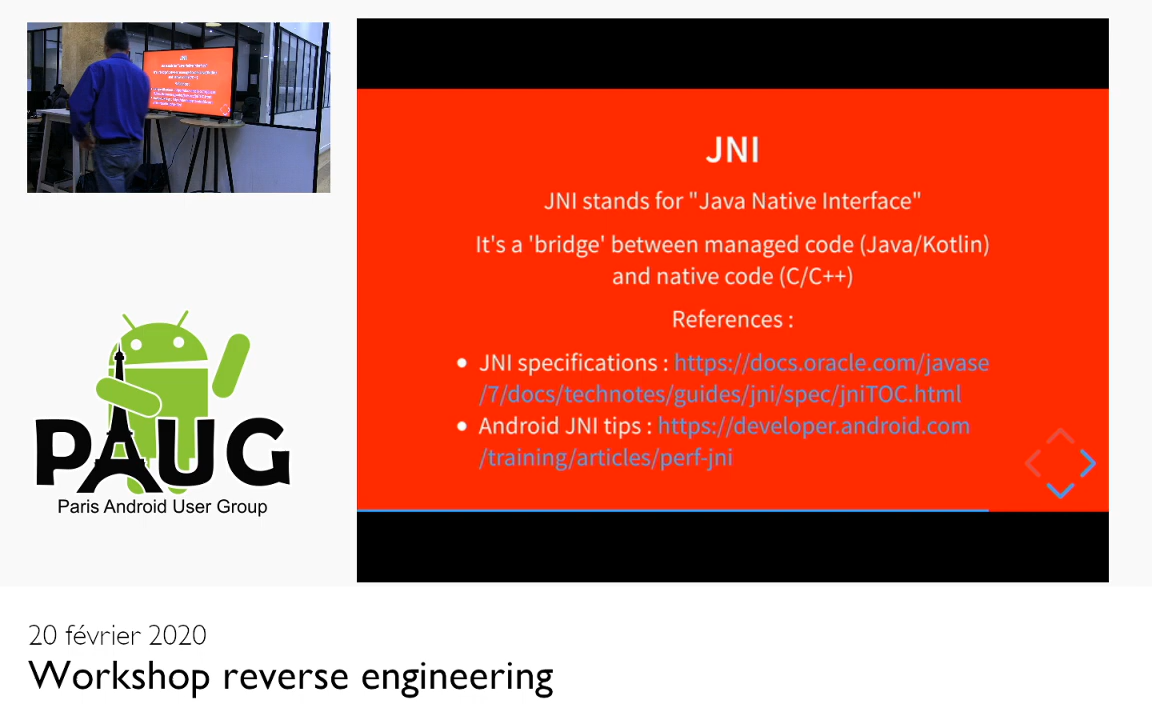 JNI
JNI stands for "Java Native Interface"
It's a 'bridge' between managed code (Java/Kotlin)
and native code (C/C++)
References :
• JNI specifications : https://docs.oracle.com/javase
/7/docs/technotes/guides/jni/spec/jniTOC.html
• Android JNI tips : https://developer.android.com
/training/articles/perf-jni
PAUG
Paris Android User Group
20 février 2020
Workshop reverse engineering